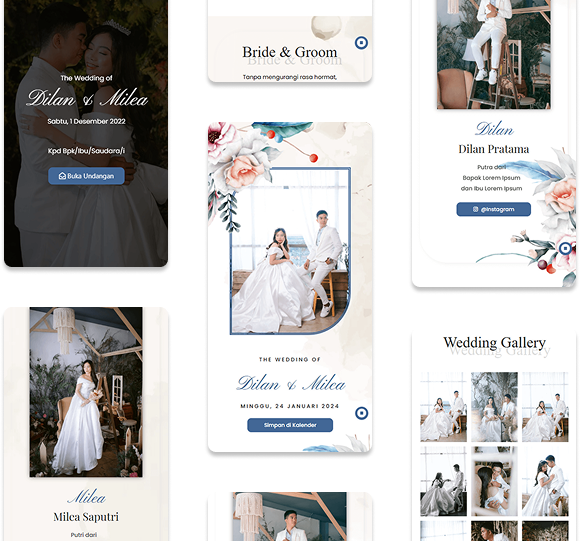 The Wedding of
Dilan & Milea
Sabtu, 1 Desember 2022
Kpd Bpk/Ibu/Saudara/i
Buka Undangan
Milea
Milea Saputri
Putri dari
Bride & Groom
Bride & Groom
Tanpa mengurangi rasa hormat,
THE WEDDING OF
Dilan & Milea
MINGGU, 24 JANUARI 2024
Simpan di Kalender
Dilan
Dilan Pratama
Putra dari
Bapak Lorem Ipsum
dan Ibu Lorem Ipsum
@Instagram
Wedding Gallery
Wedding Gallery